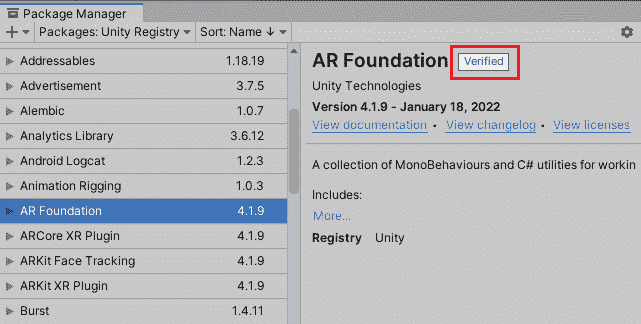 Package Manager
+ Packages: Unity Registry Sort: Name ↓
Addressables 1.18.19
Advertisement 3.7.5
Alembic 1.0.7
Analytics Library 3.6.12
Android Logcat 1.2.3
Animation Rigging 1.0.3
AR Foundation 4.1.9
ARCore XR Plugin 4.1.9
ARKit Face Tracking 4.1.9
ARKit XR Plugin 4.1.9
Burst 1.4.11
AR Foundation Verified
Unity Technologies
Version 4.1.9 - January 18, 2022
View documentation • View changelog • View licenses
A collection of MonoBehaviours and C# utilities for workin
Includes:
More...
Registry Unity